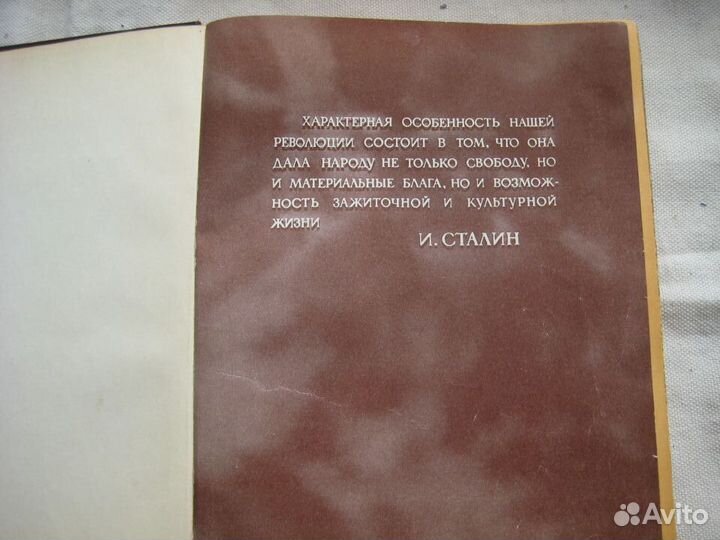 ХАРАКТЕРНАЯ ОСОБЕННОСТЬ НАШЕЙ
РЕВОЛЮЦИИ СОСТОИТ В ТОМ, ЧТО ОНА
ДАЛА НАРОДУ НЕ ТОЛЬКО СВОБОДУ, НО
И МАТЕРИАЛЬНЫЕ БЛАГА, НО И ВОЗМОЖ-
НОСТЬ ЗАЖИТОЧНОЙ И КУЛЬТУРНОЙ
ЖИЗНИ
И. СТАЛИН
Avito